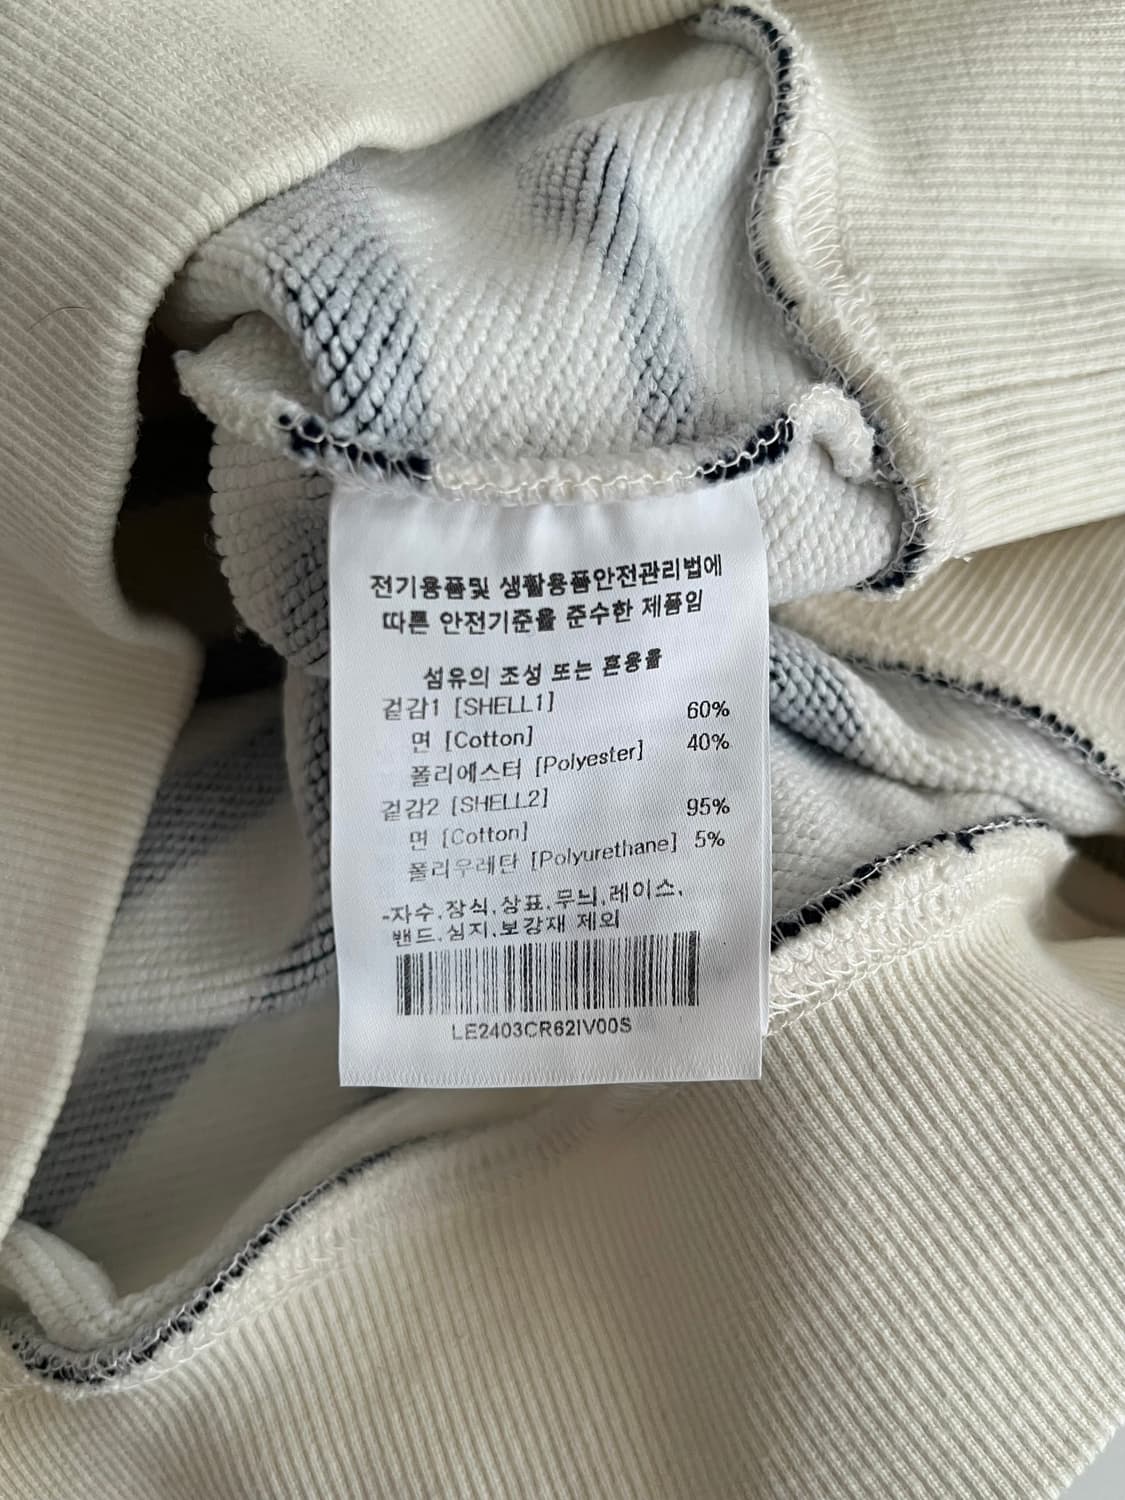 전기용품및 생활용품안전관리법에
따른 안전기준을 준수한 제품임
섬유의 조성 또는 혼용율
겉감1 [SHELL1]
면 [Cotton] 60%
폴리에스터 [Polyester] 40%
겉감2 [SHELL2]
면 [Cotton] 95%
폴리우레탄 [Polyurethane] 5%
-자수,장식,상표,무늬,레이스,
밴드,심지,보강재 제외
LE2403CR62IV00S